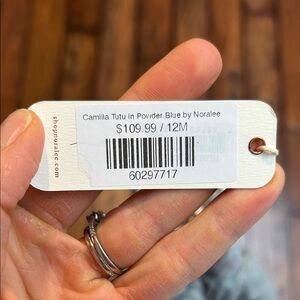 Camilla Tutu in Powder Blue by Noralee
$109.99 / 12M
60297717
shopnoralee.com